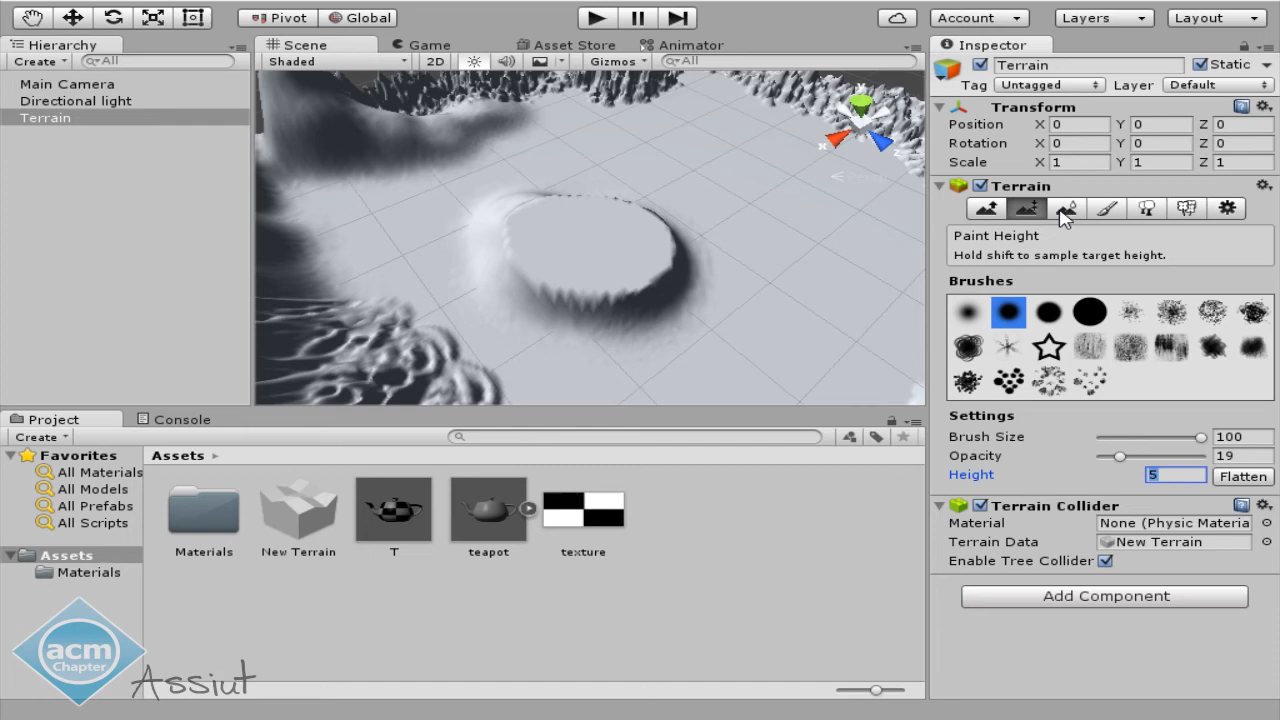 Pivot Global Account Layers Layout
Hierarchy
Create All
Main Camera
Directional light
Terrain
Scene Game Asset Store Animator
Shaded 2D Gizmos All
y
x
z
Inspector
Terrain Static
Tag Untagged Layer Default
Transform
Position X 0 Y 0 Z 0
Rotation X 0 Y 0 Z 0
Scale X 1 Y 1 Z 1
Terrain
Paint Height
Hold shift to sample target height.
Brushes
Settings
Brush Size 100
Opacity 19
Height 5 Flatten
Terrain Collider
Material None (Physic Materia
Terrain Data New Terrain
Enable Tree Collider
Add Component
Project Console
Create
Favorites
All Materials
All Models
All Prefabs
All Scripts
Assets
Materials
Assets
Materials New Terrain T teapot texture
acm
Chapter
Assiut